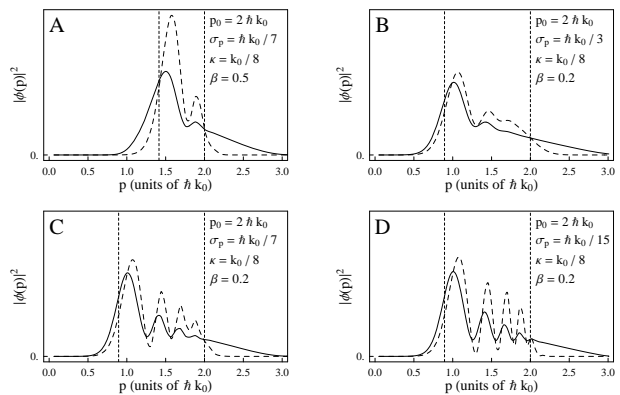 A
p₀ = 2 ħ k₀
σₚ = ħ k₀ / 7
κ = k₀ / 8
β = 0.5
|ϕ(p)|²
0.
0.0 0.5 1.0 1.5 2.0 2.5 3.0
p (units of ħ k₀)
B
p₀ = 2 ħ k₀
σₚ = ħ k₀ / 3
κ = k₀ / 8
β = 0.2
|ϕ(p)|²
0.
0.0 0.5 1.0 1.5 2.0 2.5 3.0
p (units of ħ k₀)
C
p₀ = 2 ħ k₀
σₚ = ħ k₀ / 7
κ = k₀ / 8
β = 0.2
|ϕ(p)|²
0.
0.0 0.5 1.0 1.5 2.0 2.5 3.0
p (units of ħ k₀)
D
p₀ = 2 ħ k₀
σₚ = ħ k₀ / 15
κ = k₀ / 8
β = 0.2
|ϕ(p)|²
0.
0.0 0.5 1.0 1.5 2.0 2.5 3.0
p (units of ħ k₀)